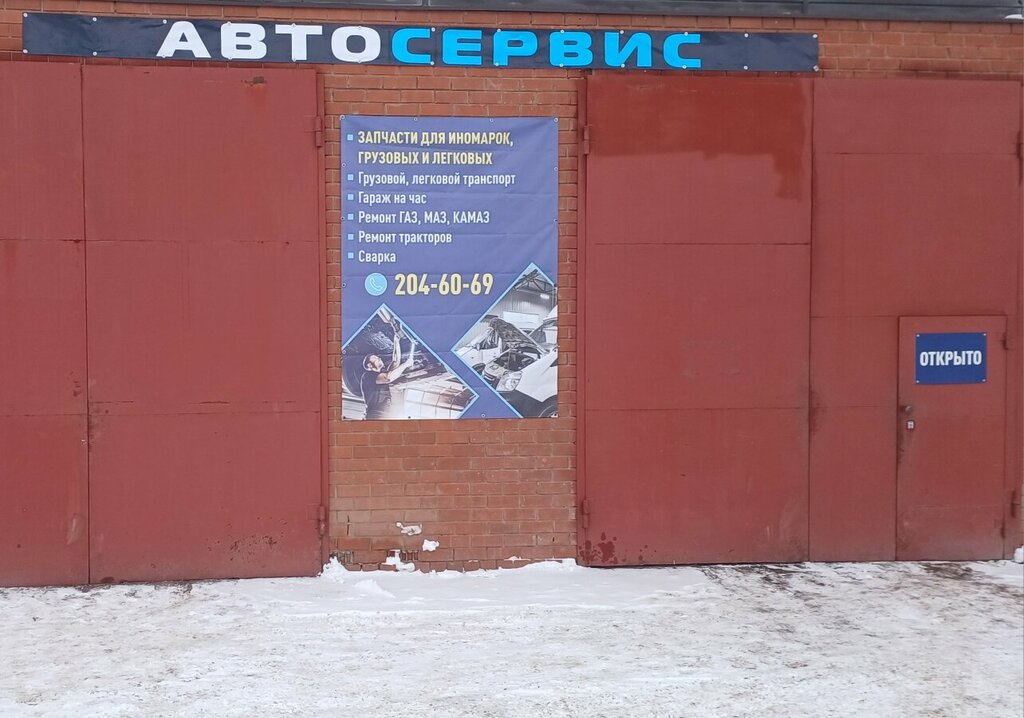 АВТОСЕРВИС
ЗАПЧАСТИ ДЛЯ ИНОМАРОК,
ГРУЗОВЫХ И ЛЕГКОВЫХ
Грузовой, легковой транспорт
Гараж на час
Ремонт ГАЗ, МАЗ, КАМАЗ
Ремонт тракторов
Сварка
204-60-69
ОТКРЫТО